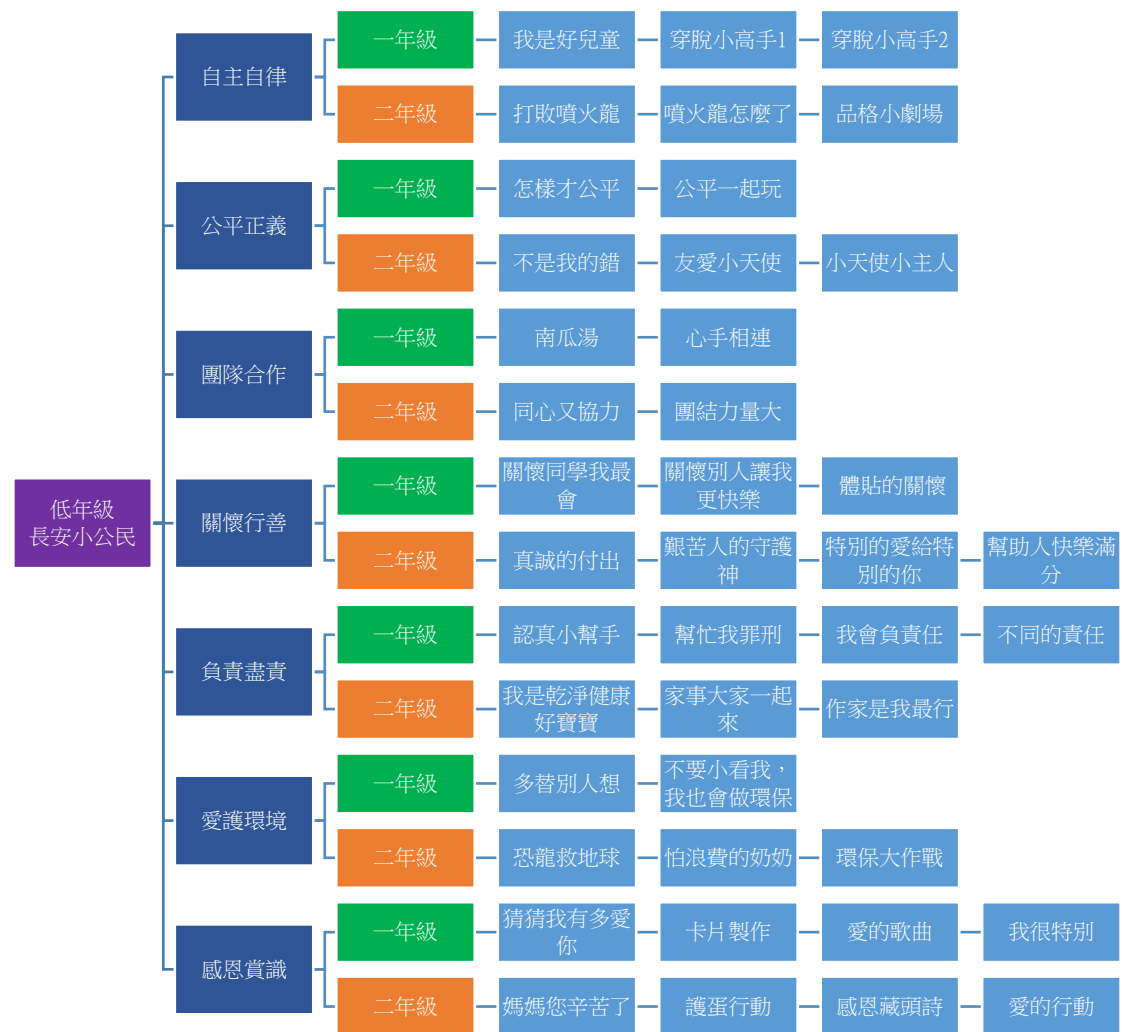 低年級
長安小公民
自主自律
一年級
我是好兒童
穿脫小高手1
穿脫小高手2
二年級
打敗噴火龍
噴火龍怎麼了
品格小劇場
公平正義
一年級
怎樣才公平
公平一起玩
二年級
不是我的錯
友愛小天使
小天使小主人
團隊合作
一年級
南瓜湯
心手相連
二年級
同心又協力
團結力量大
關懷行善
一年級
關懷同學我最
會
關懷別人讓我
更快樂
體貼的關懷
二年級
真誠的付出
艱苦人的守護
神
特別的愛給特
別的你
幫助人快樂滿
分
負責盡責
一年級
認真小幫手
幫忙我罪刑
我會負責任
不同的責任
二年級
我是乾淨健康
好寶寶
家事大家一起
來
作家是我最行
愛護環境
一年級
多替別人想
不要小看我，
我也會做環保
二年級
恐龍救地球
怕浪費的奶奶
環保大作戰
感恩賞識
一年級
猜猜我有多愛
你
卡片製作
愛的歌曲
我很特別
二年級
媽媽您辛苦了
護蛋行動
感恩藏頭詩
愛的行動